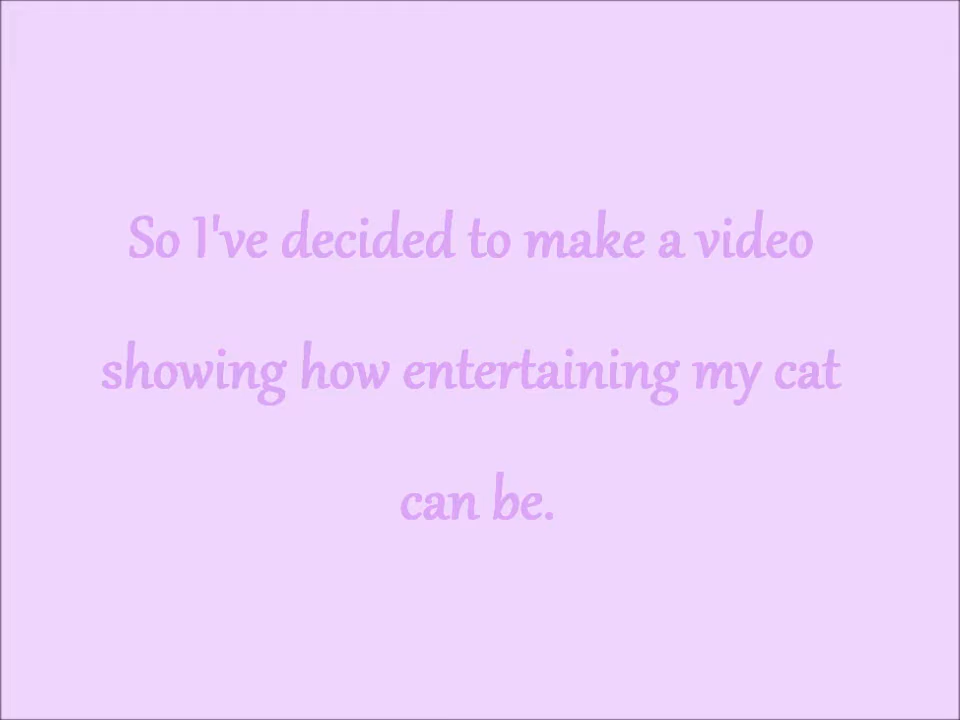 So I've decided to make a video
showing how entertaining my cat
can be.